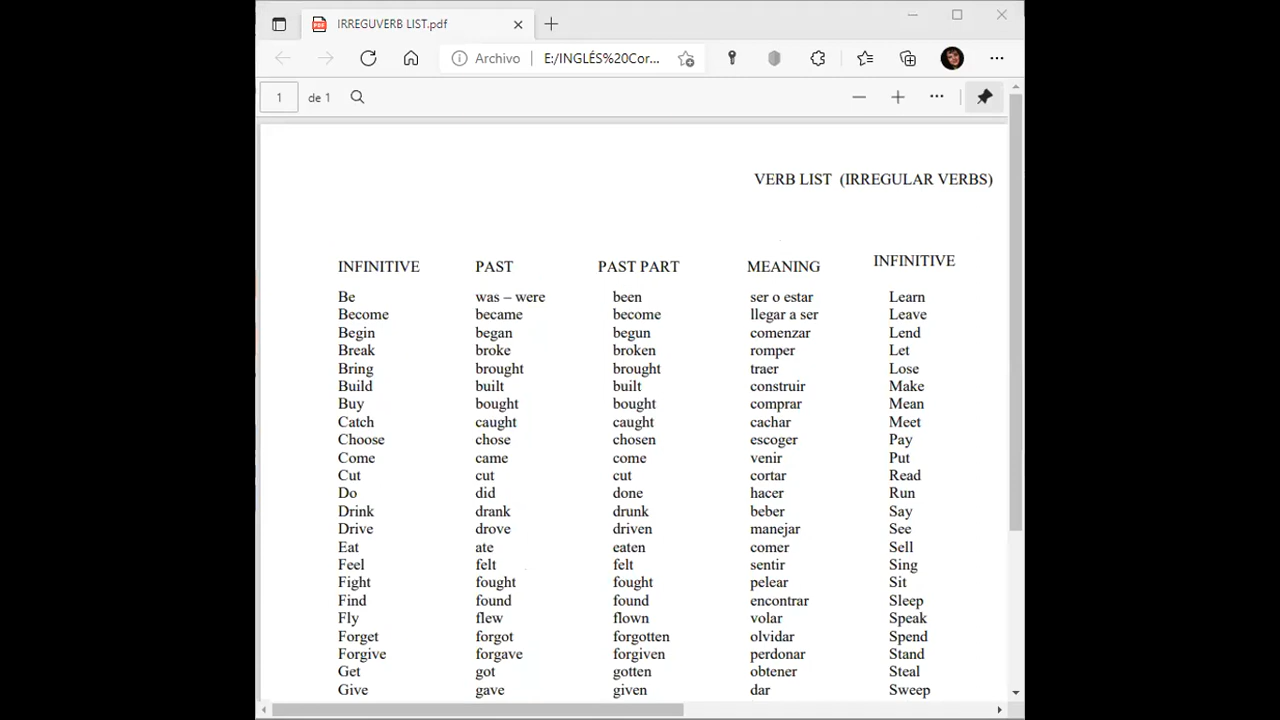 IRREGUVERB LIST.pdf
Archivo E:/INGLÉS%20Cor...
1 de 1
VERB LIST (IRREGULAR VERBS)
INFINITIVE PAST PAST PART MEANING INFINITIVE
Be was – were been ser o estar Learn
Become became become llegar a ser Leave
Begin began begun comenzar Lend
Break broke broken romper Let
Bring brought brought traer Lose
Build built built construir Make
Buy bought bought comprar Mean
Catch caught caught cachar Meet
Choose chose chosen escoger Pay
Come came come venir Put
Cut cut cut cortar Read
Do did done hacer Run
Drink drank drunk beber Say
Drive drove driven manejar See
Eat ate eaten comer Sell
Feel felt felt sentir Sing
Fight fought fought pelear Sit
Find found found encontrar Sleep
Fly flew flown volar Speak
Forget forgot forgotten olvidar Spend
Forgive forgave forgiven perdonar Stand
Get got gotten obtener Steal
Give gave given dar Sweep